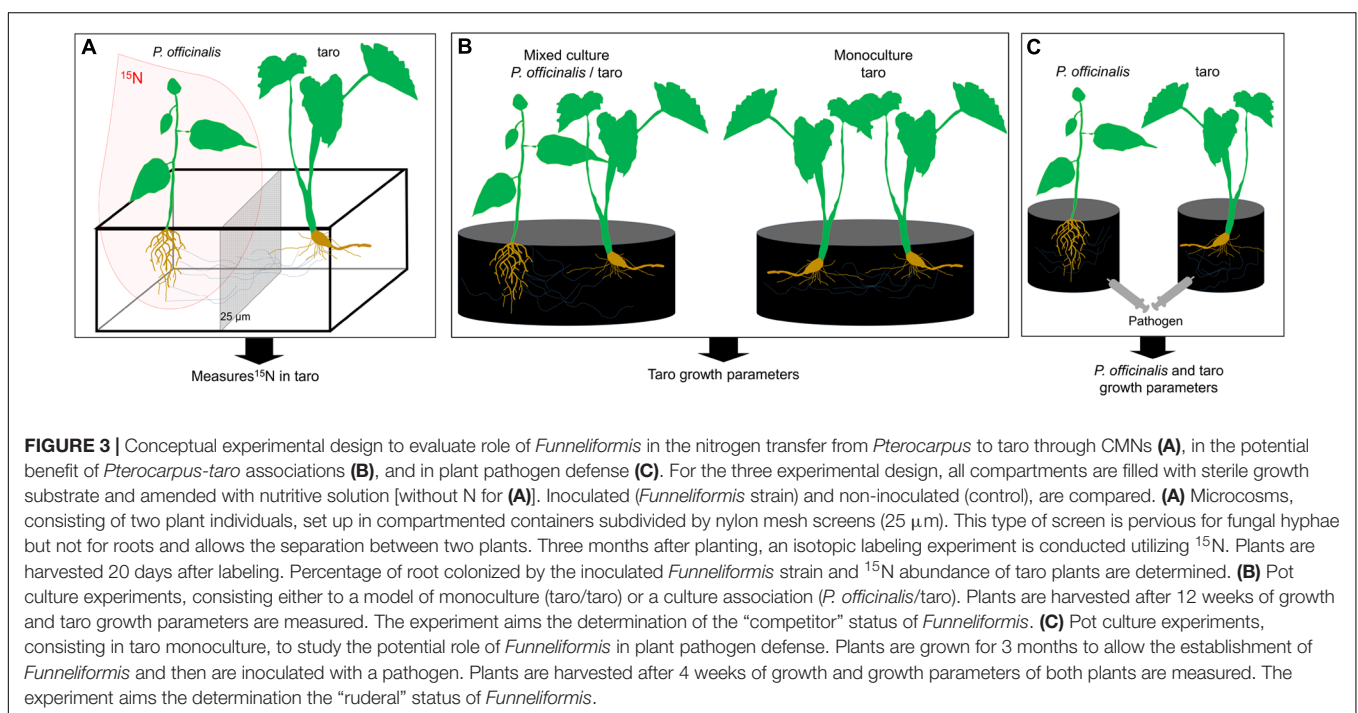 A
P. officinalis
taro
15N
25 μm
Measures15N in taro
B
Mixed culture
P. officinalis / taro
Monoculture
taro
Taro growth parameters
C
P. officinalis
taro
Pathogen
P. officinalis and taro
growth parameters
FIGURE 3 | Conceptual experimental design to evaluate role of Funneliformis in the nitrogen transfer from Pterocarpus to taro through CMNs (A), in the potential
benefit of Pterocarpus-taro associations (B), and in plant pathogen defense (C). For the three experimental design, all compartments are filled with sterile growth
substrate and amended with nutritive solution [without N for (A)]. Inoculated (Funneliformis strain) and non-inoculated (control), are compared. (A) Microcosms,
consisting of two plant individuals, set up in compartmented containers subdivided by nylon mesh screens (25 μm). This type of screen is pervious for fungal hyphae
but not for roots and allows the separation between two plants. Three months after planting, an isotopic labeling experiment is conducted utilizing 15N. Plants are
harvested 20 days after labeling. Percentage of root colonized by the inoculated Funneliformis strain and 15N abundance of taro plants are determined. (B) Pot
culture experiments, consisting either to a model of monoculture (taro/taro) or a culture association (P. officinalis/taro). Plants are harvested after 12 weeks of growth
and taro growth parameters are measured. The experiment aims the determination of the “competitor” status of Funneliformis. (C) Pot culture experiments,
consisting in taro monoculture, to study the potential role of Funneliformis in plant pathogen defense. Plants are grown for 3 months to allow the establishment of
Funneliformis and then are inoculated with a pathogen. Plants are harvested after 4 weeks of growth and growth parameters of both plants are measured. The
experiment aims the determination the “ruderal” status of Funneliformis.